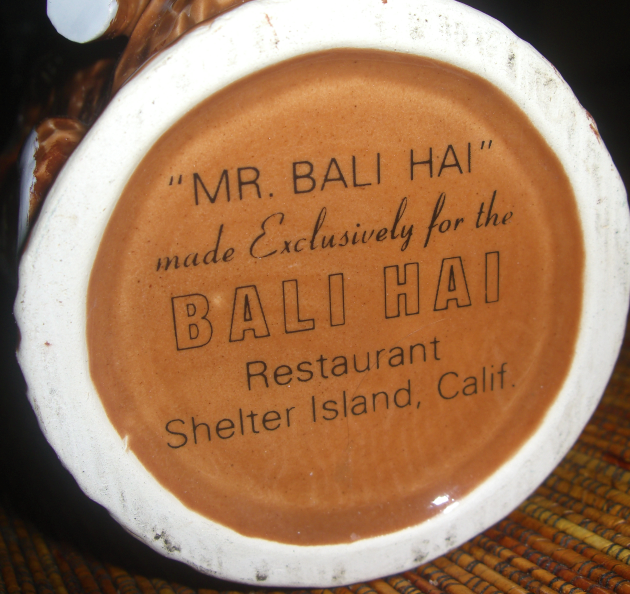 "MR. BALI HAI"
made Exclusively for the
BALI HAI
Restaurant
Shelter Island, Calif.